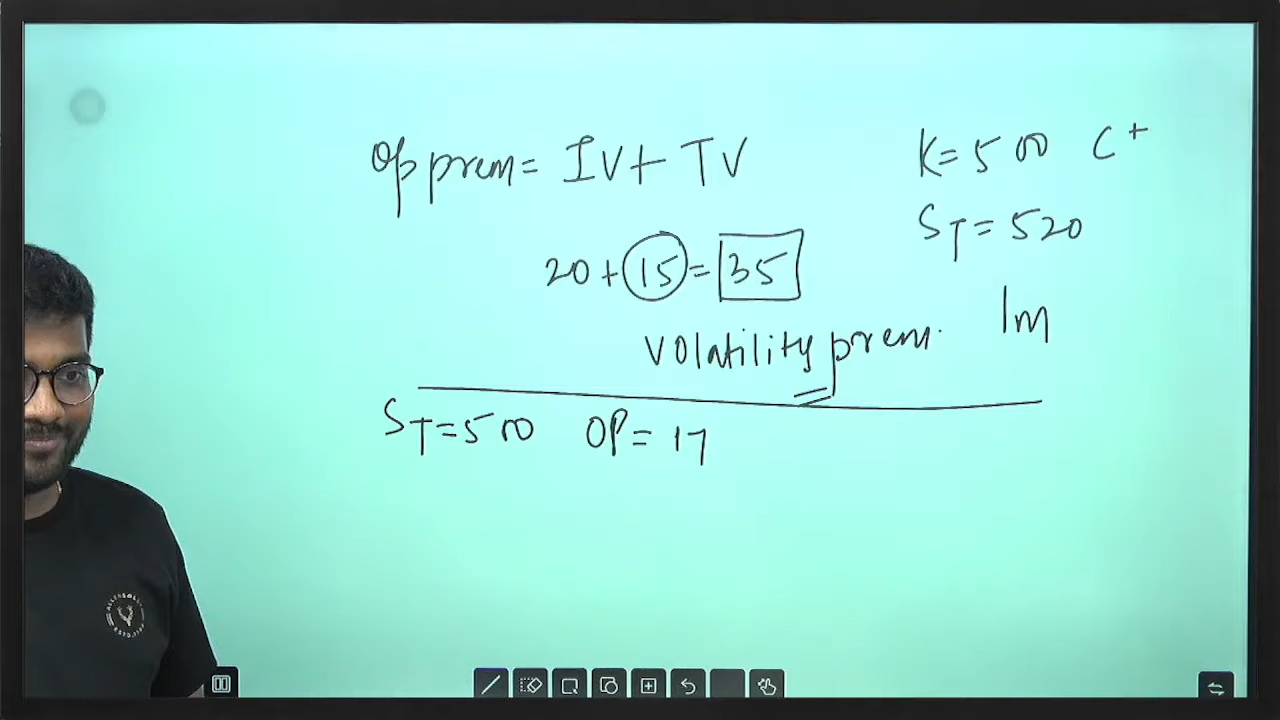 Op prem = IV + TV
K = 500 C+
ST = 520
20 + 15 = 35
1m
volatility prem.
ST = 500 OP = 17